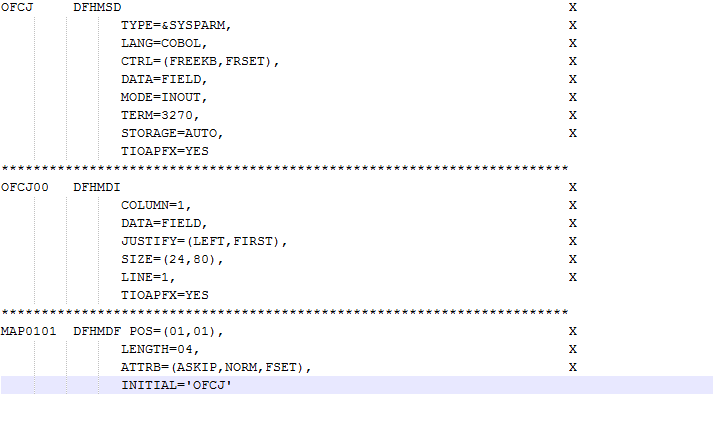 OFCJ     DFHMSD                                                        X
               TYPE=&SYSPARM,                                          X
               LANG=COBOL,                                             X
               CTRL=(FREEKB,FRSET),                                    X
               DATA=FIELD,                                             X
               MODE=INOUT,                                             X
               TERM=3270,                                              X
               STORAGE=AUTO,                                           X
               TIOAPFX=YES
***********************************************************************
OFCJ00   DFHMDI                                                        X
               COLUMN=1,                                               X
               DATA=FIELD,                                             X
               JUSTIFY=(LEFT,FIRST),                                   X
               SIZE=(24,80),                                           X
               LINE=1,                                                 X
               TIOAPFX=YES
***********************************************************************
MAP0101  DFHMDF POS=(01,01),                                           X
               LENGTH=04,                                              X
               ATTRB=(ASKIP,NORM,FSET),                                X
               INITIAL='OFCJ'